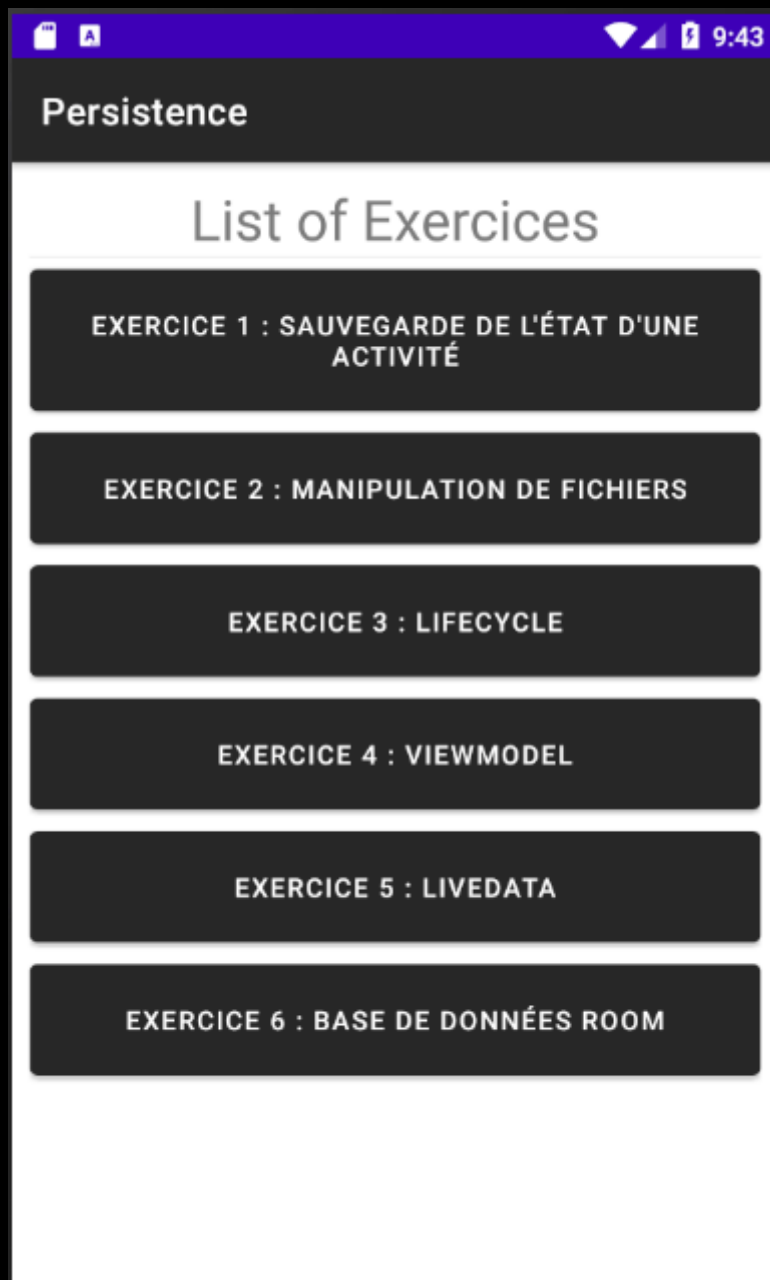 A
9:43
Persistence
List of Exercices
EXERCICE 1 : SAUVEGARDE DE L'ÉTAT D'UNE
ACTIVITÉ
EXERCICE 2 : MANIPULATION DE FICHIERS
EXERCICE 3 : LIFECYCLE
EXERCICE 4 : VIEWMODEL
EXERCICE 5 : LIVEDATA
EXERCICE 6 : BASE DE DONNÉES ROOM